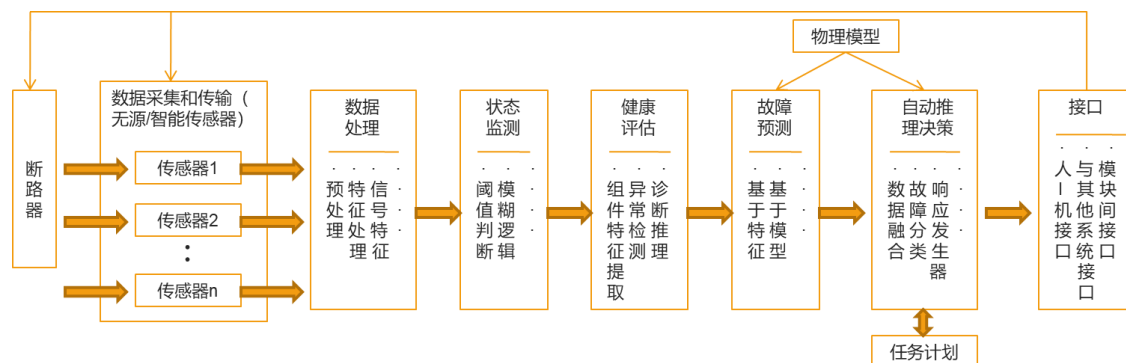 物理模型
断路器
数据采集和传输（
无源/智能传感器）
传感器1
传感器2
传感器n
数据
处理
·预处理
·特征处理
·信号特征
···
状态
监测
·阈值判断
·模糊逻辑
···
健康
评估
·组件特征提取
·异常检测
·诊断推理
故障
预测
·基于特征
·基于模型
···
自动推
理决策
·数据融合
·故障分类
·响应发生器
···
接口
·人-机接口
·与其他系统接口
·模块间接口
任务计划